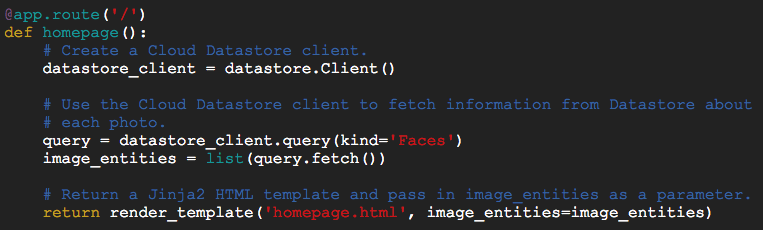 @app.route('/')
def homepage():
    # Create a Cloud Datastore client.
    datastore_client = datastore.Client()

    # Use the Cloud Datastore client to fetch information from Datastore about
    # each photo.
    query = datastore_client.query(kind='Faces')
    image_entities = list(query.fetch())

    # Return a Jinja2 HTML template and pass in image_entities as a parameter.
    return render_template('homepage.html', image_entities=image_entities)